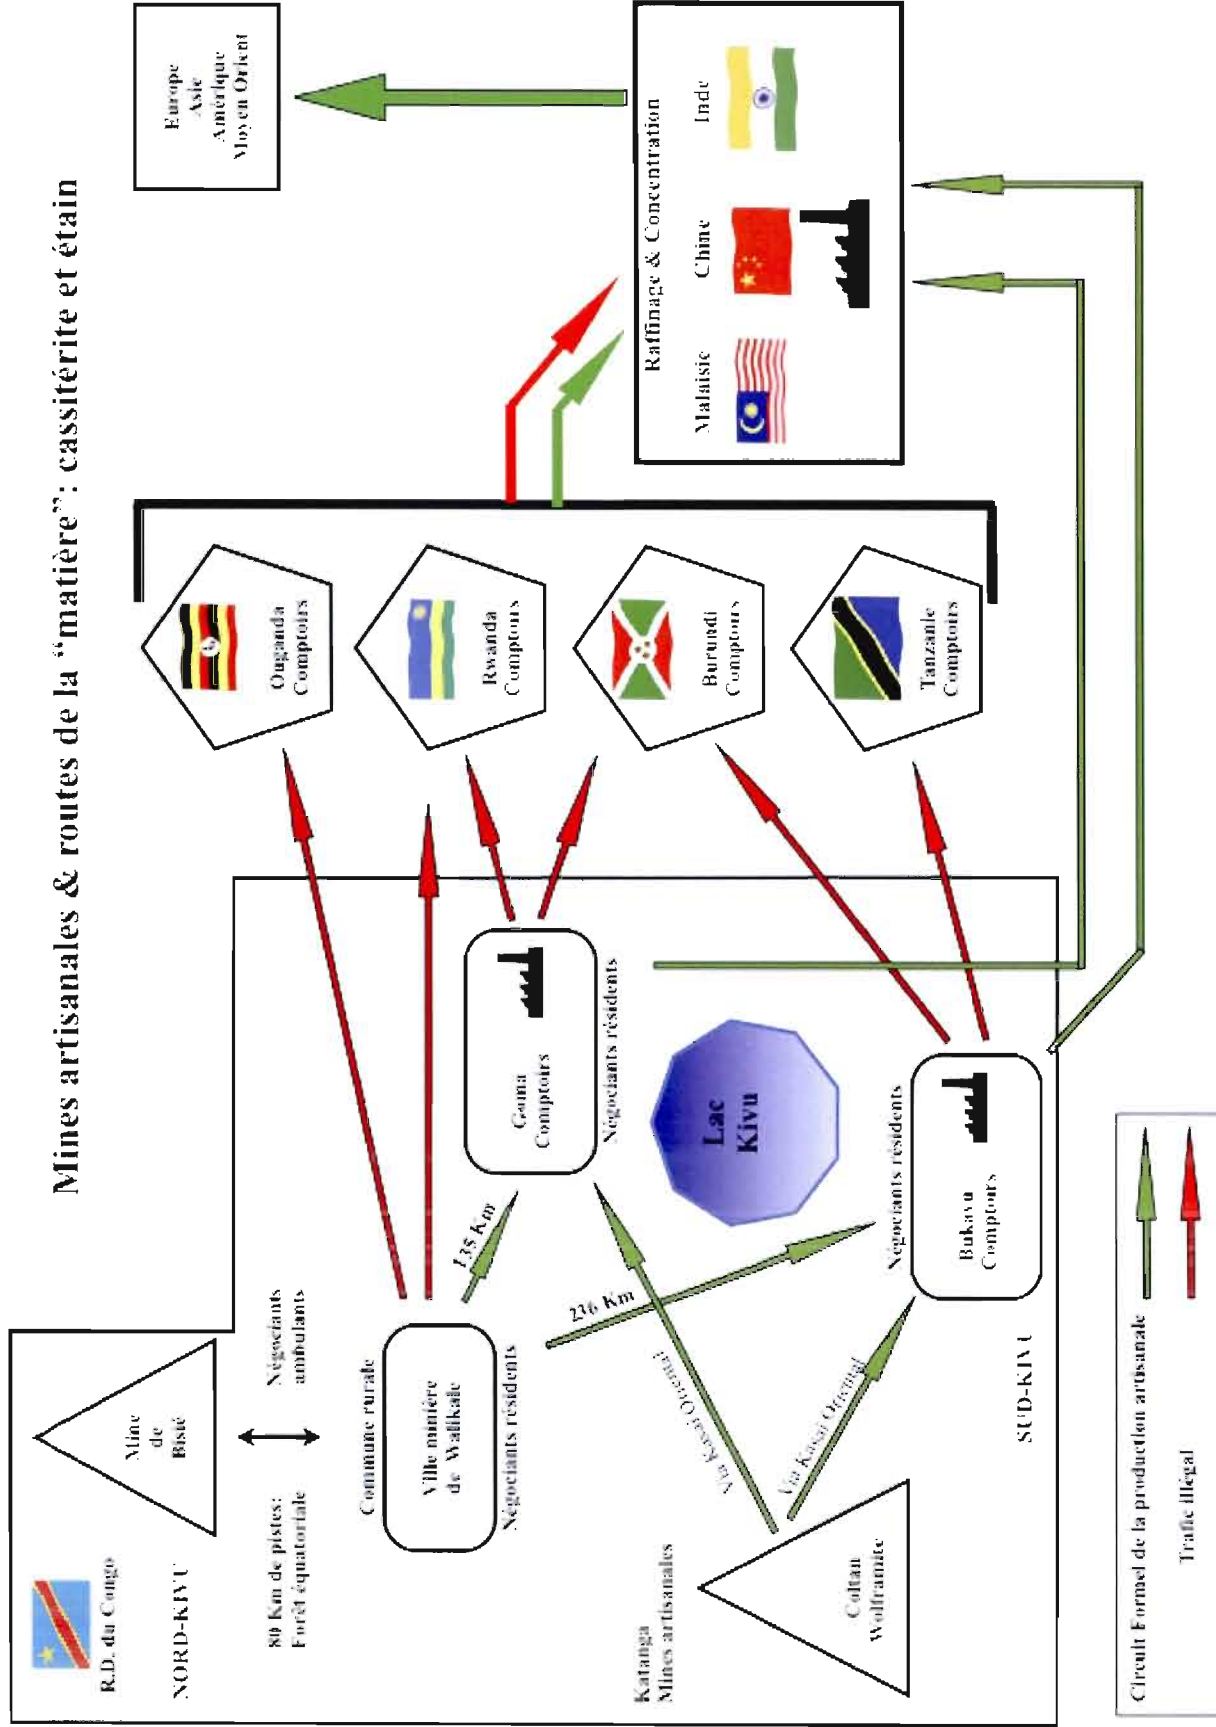 Mines artisanales & routes de la “matière”: cassitérite et étain
R.D. du Congo
NORD-KIVU
Mine
de
Bisié
80 Km de pistes:
Forêt équatoriale
Négociants
ambulants
Commune rurale
Ville minière
de Walikale
Négociants résidents
135 Km
236 Km
Goma
Comptoirs
Négociants résidents
Lac
Kivu
Katanga
Mines artisanales
Coltan
Wolframite
Via Kasai Oriental
Via Kasai Oriental
Négociants résidents
Bukavu
Comptoirs
SUD-KIVU
Ouganda
Comptoirs
Rwanda
Comptoirs
Burundi
Comptoirs
Tanzanie
Comptoirs
Europe
Asie
Amérique
Moyen Orient
Raffinage & Concentration
Malaisie
Chine
Inde
Circuit Formel de la production artisanale
Trafic illégal